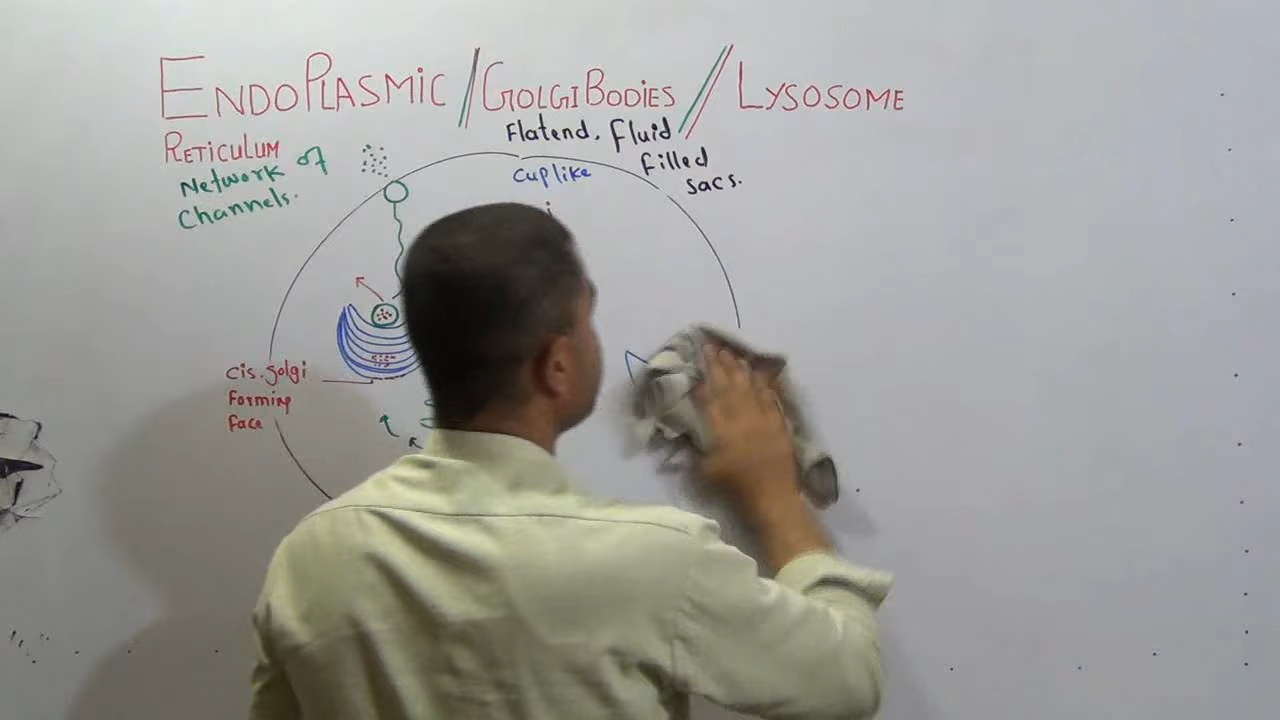 ENDOPLASMIC // GOLGI BODIES // LYSOSOME
RETICULUM
Network of
Channels.
Flatend, Fluid
filled
sacs.
Cup like
cis. golgi
Forming
face